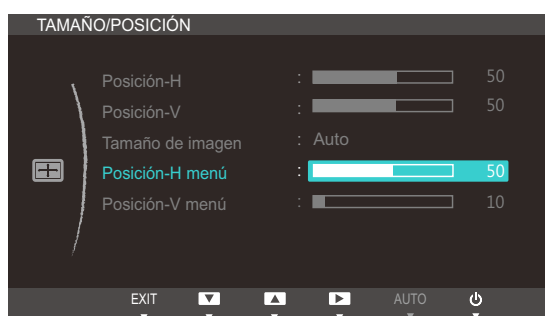 TAMAÑO/POSICIÓN
Posición-H : 50
Posición-V : 50
Tamaño de imagen : Auto
Posición-H menú : 50
Posición-V menú : 10
EXIT AUTO